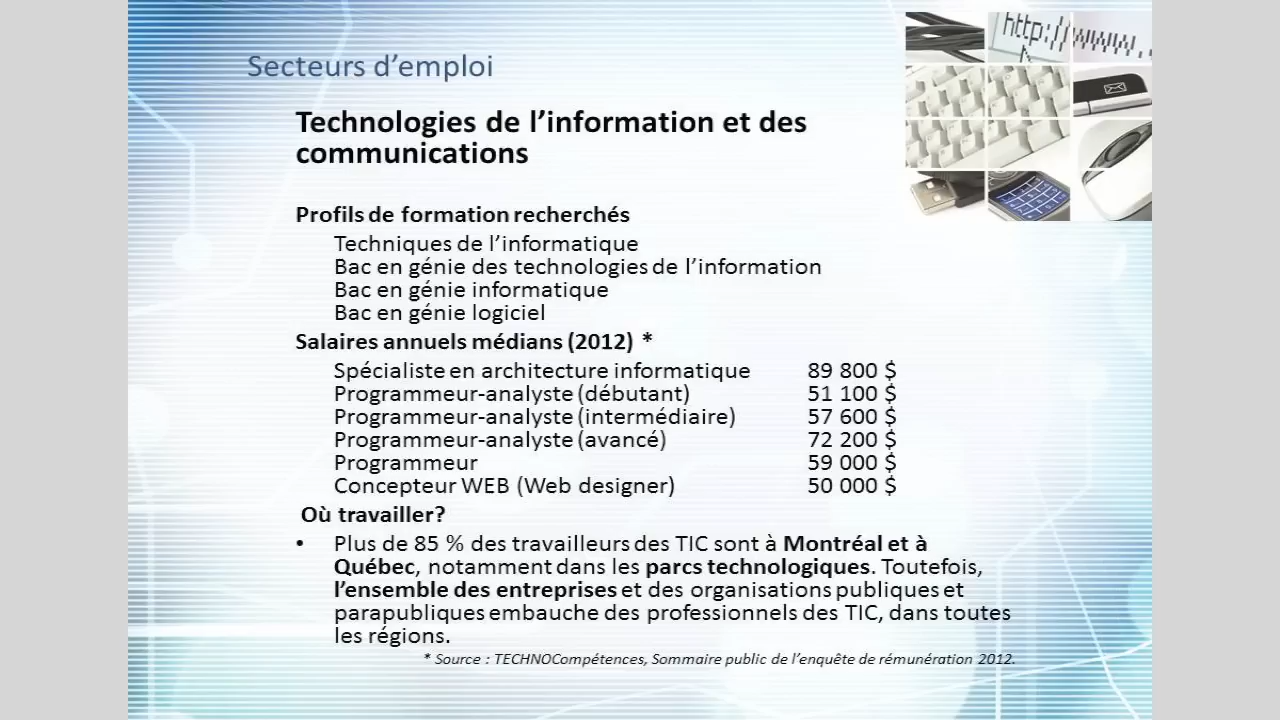 http://www.
Secteurs d’emploi
Technologies de l’information et des
communications
Profils de formation recherchés
Techniques de l’informatique
Bac en génie des technologies de l’information
Bac en génie informatique
Bac en génie logiciel
Salaires annuels médians (2012) *
Spécialiste en architecture informatique 89 800 $
Programmeur-analyste (débutant) 51 100 $
Programmeur-analyste (intermédiaire) 57 600 $
Programmeur-analyste (avancé) 72 200 $
Programmeur 59 000 $
Concepteur WEB (Web designer) 50 000 $
Où travailler?
• Plus de 85 % des travailleurs des TIC sont à Montréal et à
Québec, notamment dans les parcs technologiques. Toutefois,
l’ensemble des entreprises et des organisations publiques et
parapubliques embauche des professionnels des TIC, dans toutes
les régions.
* Source : TECHNOCompétences, Sommaire public de l’enquête de rémunération 2012.